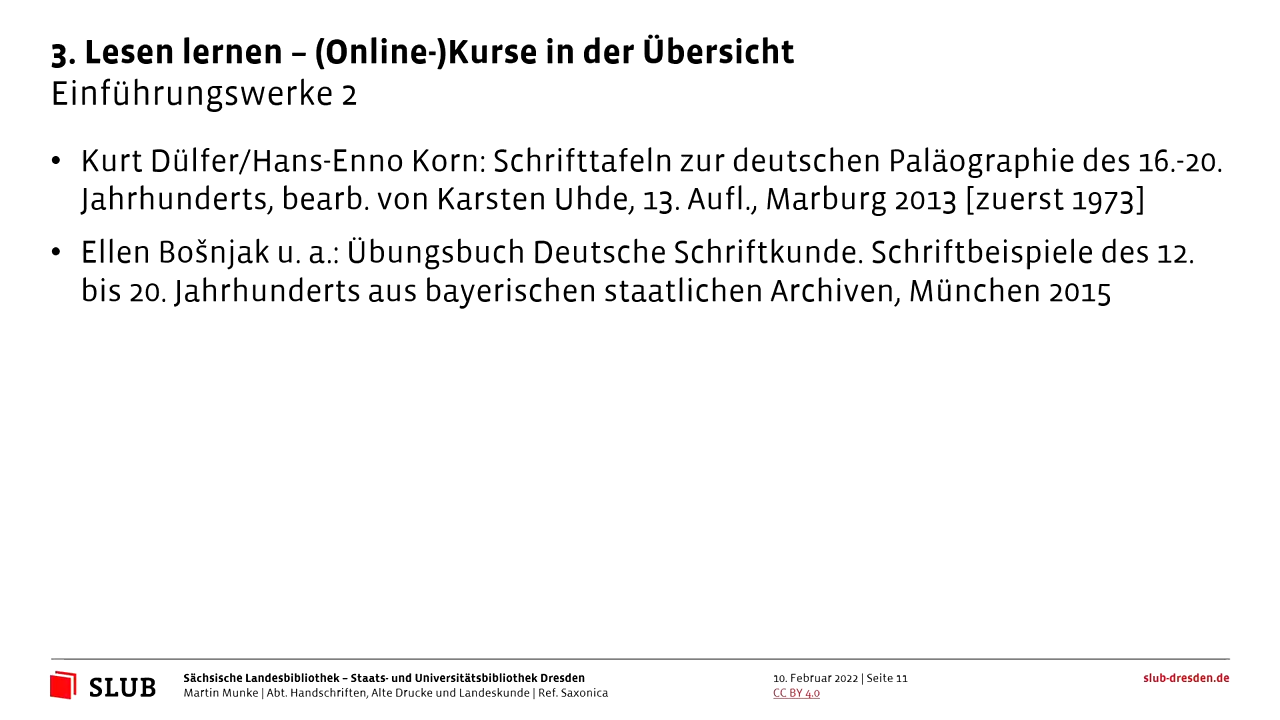 3. Lesen lernen – (Online-)Kurse in der Übersicht
Einführungswerke 2
• Kurt Dülfer/Hans-Enno Korn: Schrifttafeln zur deutschen Paläographie des 16.-20.
Jahrhunderts, bearb. von Karsten Uhde, 13. Aufl., Marburg 2013 [zuerst 1973]
• Ellen Bošnjak u. a.: Übungsbuch Deutsche Schriftkunde. Schriftbeispiele des 12.
bis 20. Jahrhunderts aus bayerischen staatlichen Archiven, München 2015
SLUB
Sächsische Landesbibliothek – Staats- und Universitätsbibliothek Dresden
Martin Munke | Abt. Handschriften, Alte Drucke und Landeskunde | Ref. Saxonica
10. Februar 2022 | Seite 11
CC BY 4.0
slub-dresden.de